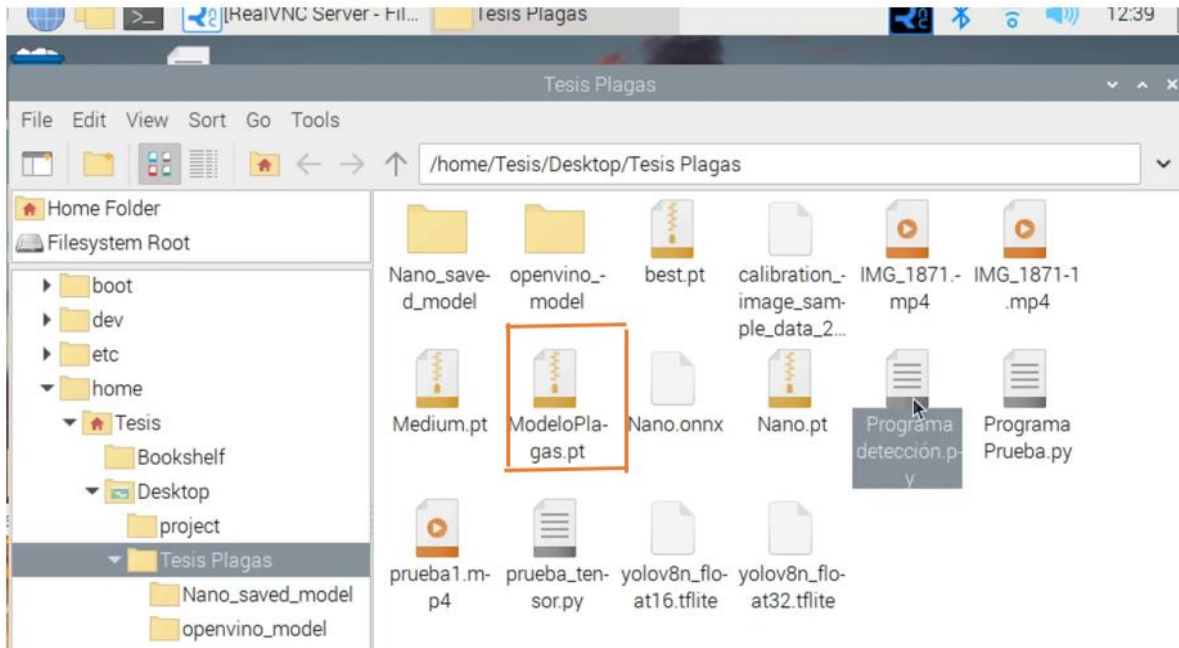 [RealVNC Server - Fil...
Tesis Plagas
12:39
Tesis Plagas
File Edit View Sort Go Tools
/home/Tesis/Desktop/Tesis Plagas
Home Folder
Filesystem Root
boot
dev
etc
home
Tesis
Bookshelf
Desktop
project
Tesis Plagas
Nano_saved_model
openvino_model
Nano_save-
d_model
openvino_-
model
best.pt
calibration_-
image_sam-
ple_data_2...
IMG_1871.-
mp4
IMG_1871-1
.mp4
Medium.pt
ModeloPla-
gas.pt
Nano.onnx
Nano.pt
Programa
detección.p-
y
Programa
Prueba.py
prueba1.m-
p4
prueba_ten-
sor.py
yolov8n_flo-
at16.tflite
yolov8n_flo-
at32.tflite